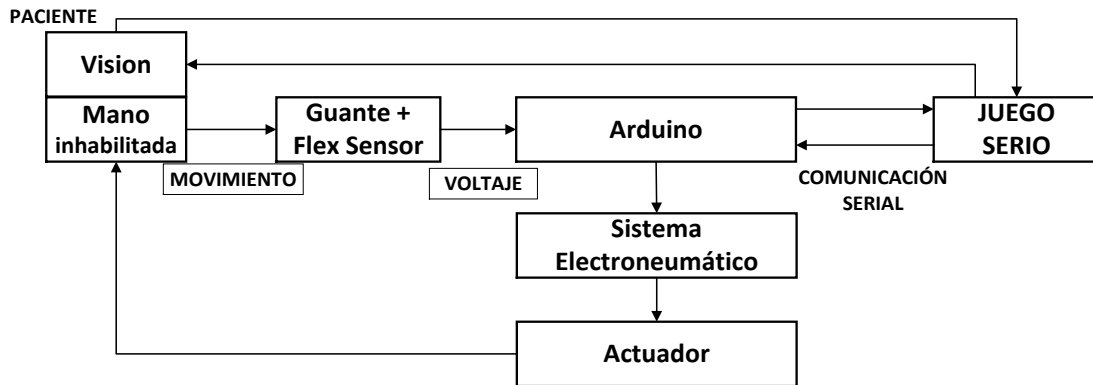 PACIENTE
Vision
Mano
inhabilitada
Guante +
Flex Sensor
Arduino
JUEGO
SERIO
MOVIMIENTO
VOLTAJE
COMUNICACIÓN
SERIAL
Sistema
Electroneumático
Actuador